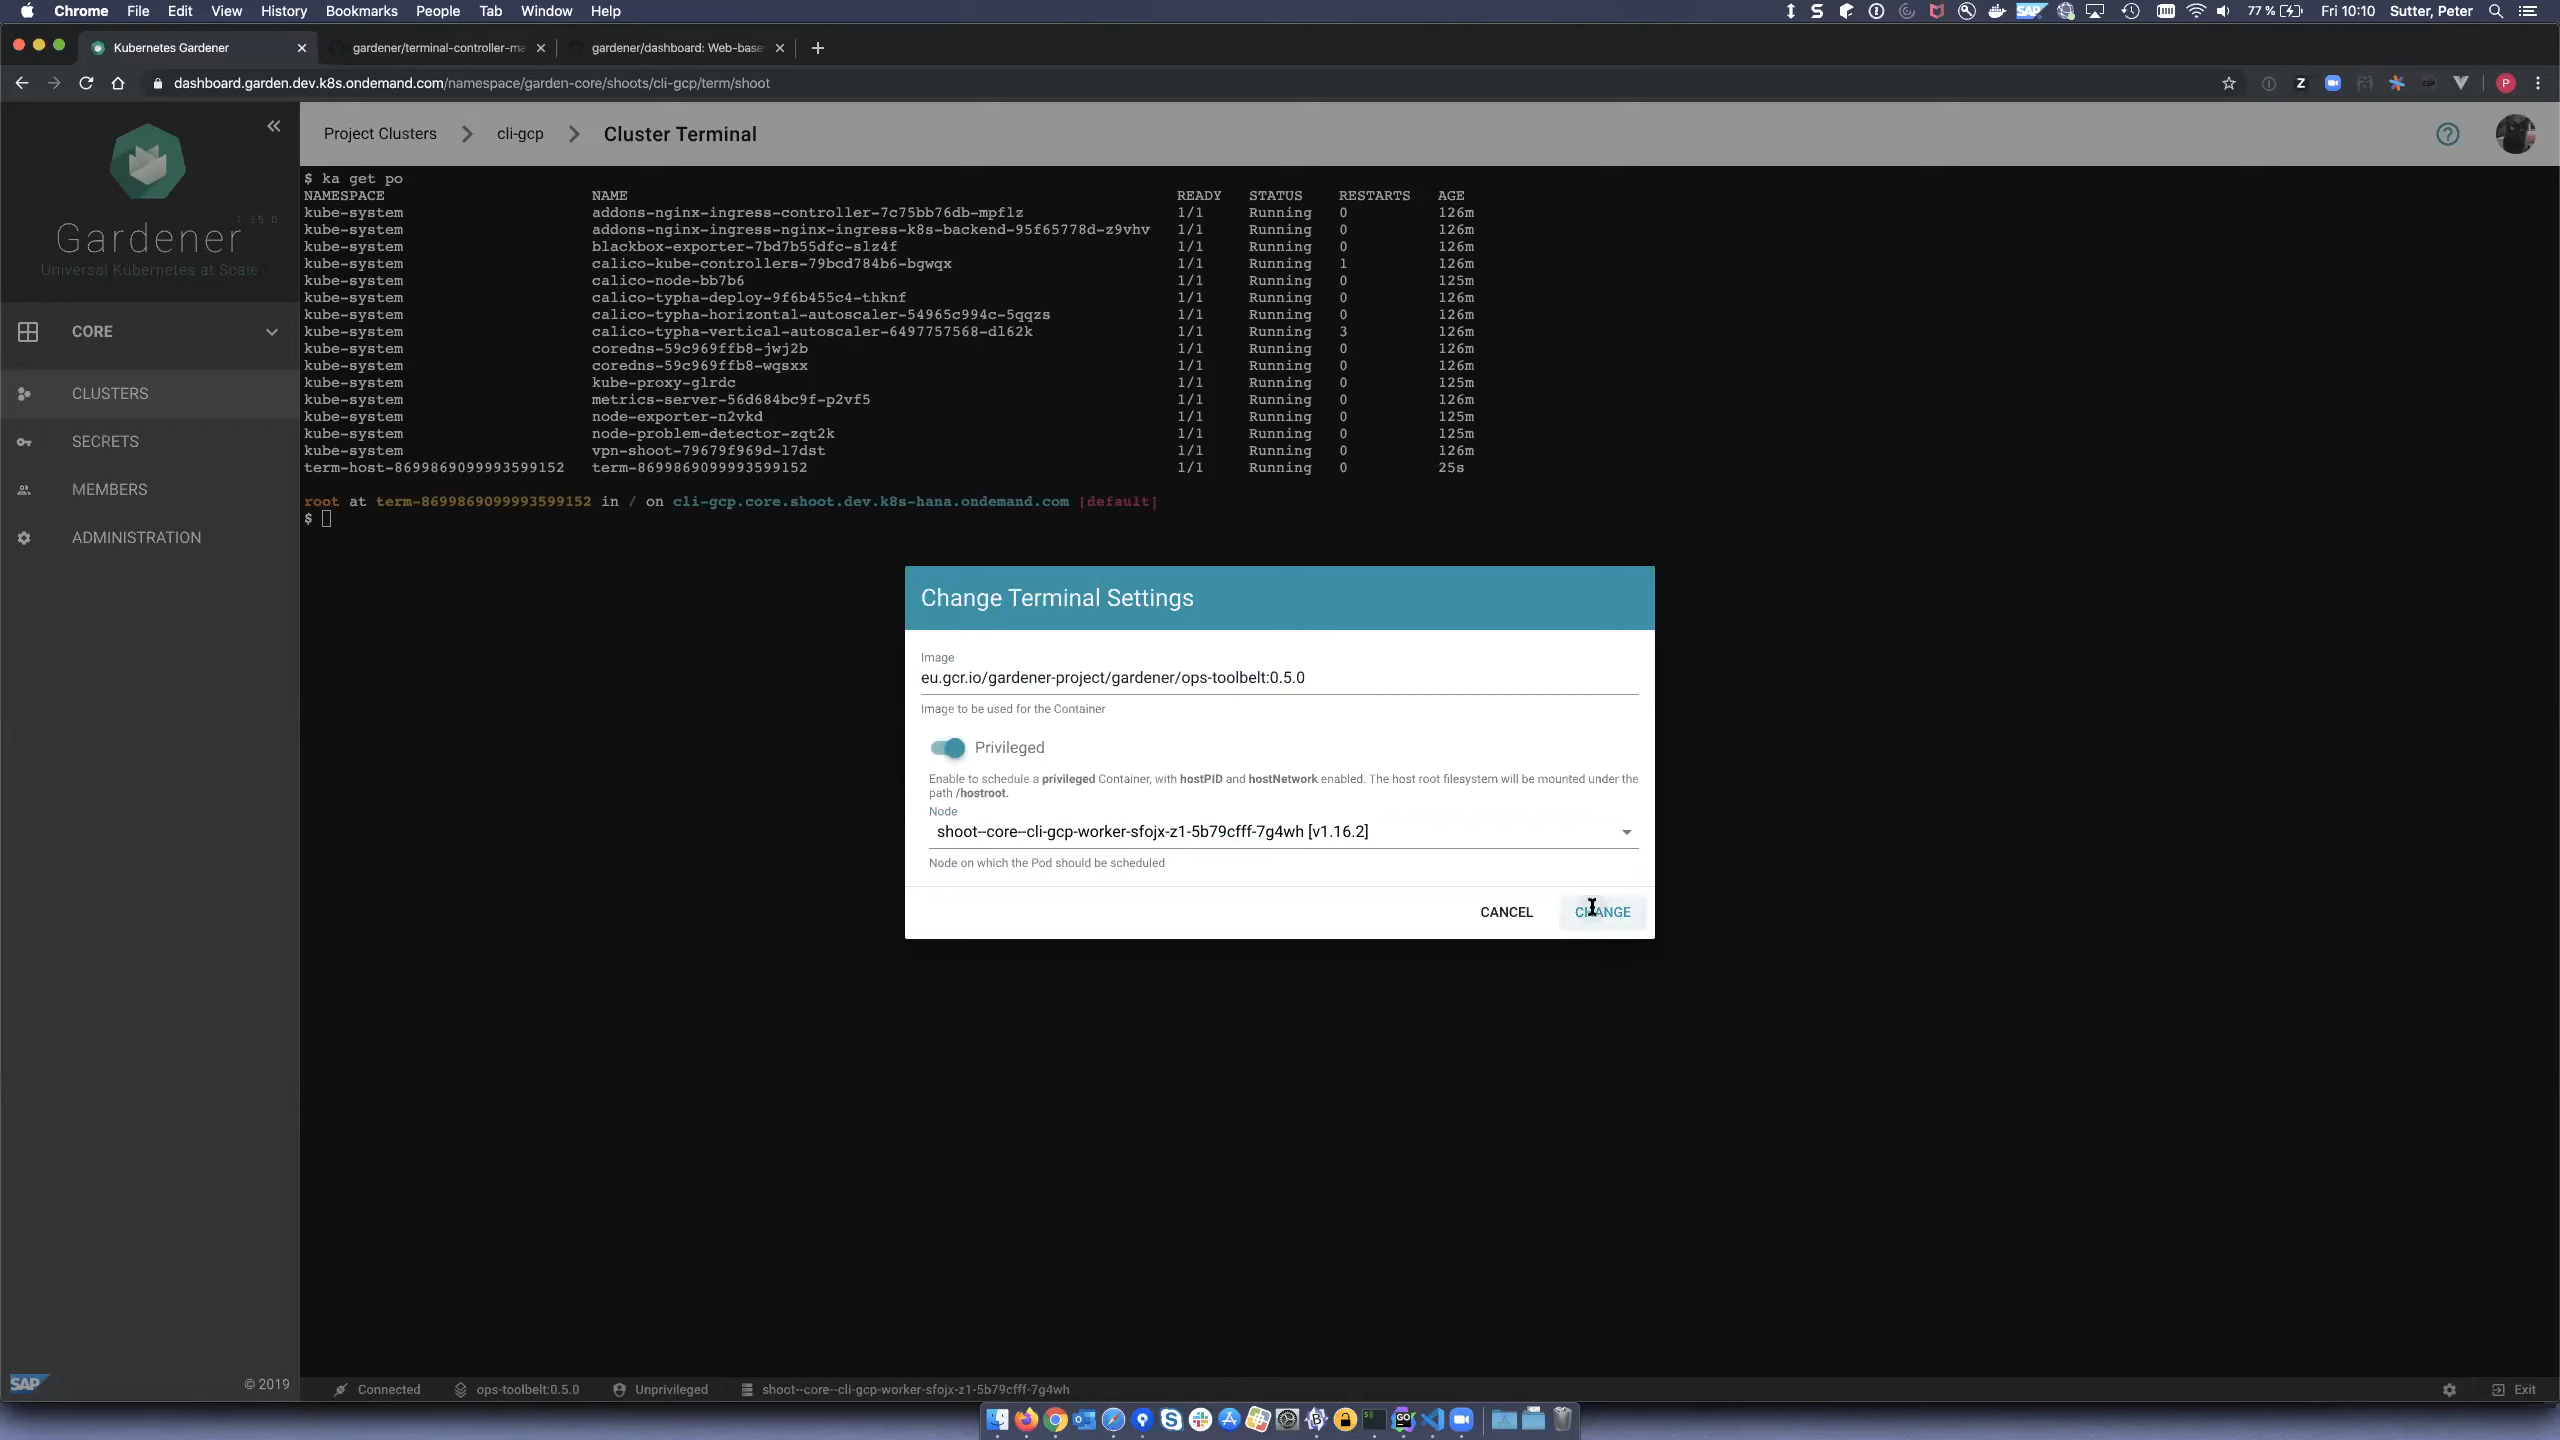 Chrome File Edit View History Bookmarks People Tab Window Help SAP 77 % Fri 10:10 Sutter, Peter
Kubernetes Gardener gardener/terminal-controller-ma gardener/dashboard: Web-base
dashboard.garden.dev.k8s.ondemand.com/namespace/garden-core/shoots/cli-gcp/term/shoot
Project Clusters cli-gcp Cluster Terminal
Gardener
Universal Kubernetes at Scale
CORE
CLUSTERS
SECRETS
MEMBERS
ADMINISTRATION
SAP © 2019
$ ka get po
NAMESPACE NAME READY STATUS RESTARTS AGE
kube-system addons-nginx-ingress-controller-7c75bb76db-mpflz 1/1 Running 0 126m
kube-system addons-nginx-ingress-nginx-ingress-k8s-backend-95f65778d-z9vhv 1/1 Running 0 126m
kube-system blackbox-exporter-7bd7b55dfc-slz4f 1/1 Running 0 126m
kube-system calico-kube-controllers-79bcd784b6-bgwqx 1/1 Running 1 126m
kube-system calico-node-bb7b6 1/1 Running 0 125m
kube-system calico-typha-deploy-9f6b455c4-thknf 1/1 Running 0 126m
kube-system calico-typha-horizontal-autoscaler-54965c994c-5qqzs 1/1 Running 0 126m
kube-system calico-typha-vertical-autoscaler-6497757568-dl62k 1/1 Running 3 126m
kube-system coredns-59c969ffb8-jwj2b 1/1 Running 0 126m
kube-system coredns-59c969ffb8-wqsxx 1/1 Running 0 126m
kube-system kube-proxy-glrdc 1/1 Running 0 125m
kube-system metrics-server-56d684bc9f-p2vf5 1/1 Running 0 126m
kube-system node-exporter-n2vkd 1/1 Running 0 125m
kube-system node-problem-detector-zqt2k 1/1 Running 0 125m
kube-system vpn-shoot-79679f969d-l7dst 1/1 Running 0 126m
term-host-8699869099993599152 term-8699869099993599152 1/1 Running 0 25s
root at term-8699869099993599152 in / on cli-gcp.core.shoot.dev.k8s-hana.ondemand.com [default]
$
Change Terminal Settings
Image
eu.gcr.io/gardener-project/gardener/ops-toolbelt:0.5.0
Image to be used for the Container
Privileged
Enable to schedule a privileged Container, with hostPID and hostNetwork enabled. The host root filesystem will be mounted under the
path /hostroot.
Node
shoot--core--cli-gcp-worker-sfojx-z1-5b79cfff-7g4wh [v1.16.2]
Node on which the Pod should be scheduled
CANCEL CHANGE
Connected ops-toolbelt:0.5.0 Unprivileged shoot--core--cli-gcp-worker-sfojx-z1-5b79cfff-7g4wh Exit